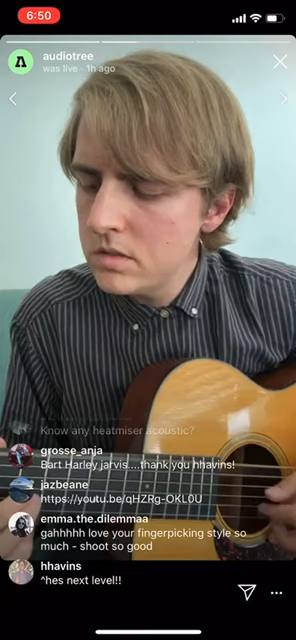 6:50
audiotree
was live · 1h ago
Know any heatmiser acoustic?
grosse_anja
Bart Harley jarvis....thank you hhavins!
jazbeane
https://youtu.be/qHZRg-OKL0U
emma.the.dilemmaa
gahhhhh love your fingerpicking style so
much - shoot so good
hhavins
^hes next level!!